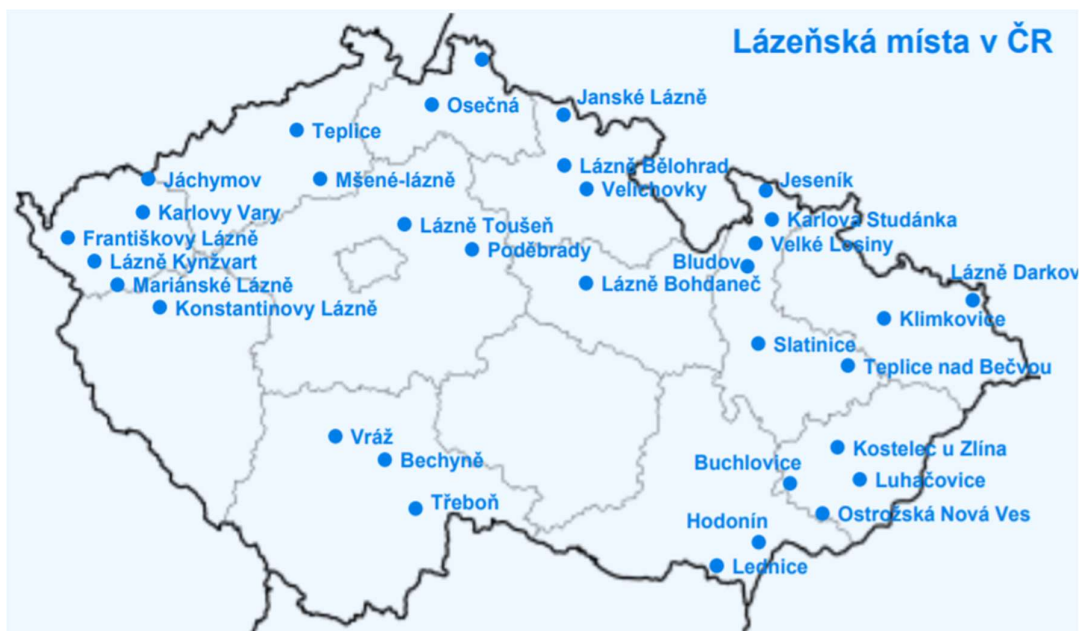 Lázeňská místa v ČR
Osečná
Janské Lázně
Teplice
Lázně Bělohrad
Jáchymov
Mšené-lázně
Velichovky
Jeseník
Karlovy Vary
Lázně Toušeň
Karlova Studánka
Františkovy Lázně
Poděbrady
Velké Losiny
Lázně Kynžvart
Bludov
Lázně Darkov
Mariánské Lázně
Lázně Bohdaneč
Konstantinovy Lázně
Klimkovice
Slatinice
Teplice nad Bečvou
Vráž
Kostelec u Zlína
Bechyně
Buchlovice
Luhačovice
Třeboň
Ostrožská Nová Ves
Hodonín
Lednice